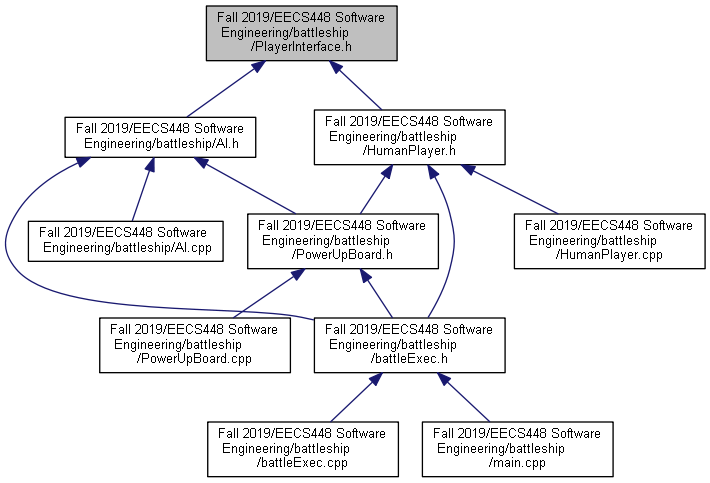 Fall 2019/EECS448 Software
Engineering/battleship
/PlayerInterface.h
Fall 2019/EECS448 Software
Engineering/battleship/AI.h
Fall 2019/EECS448 Software
Engineering/battleship
/HumanPlayer.h
Fall 2019/EECS448 Software
Engineering/battleship/AI.cpp
Fall 2019/EECS448 Software
Engineering/battleship
/PowerUpBoard.h
Fall 2019/EECS448 Software
Engineering/battleship
/HumanPlayer.cpp
Fall 2019/EECS448 Software
Engineering/battleship
/PowerUpBoard.cpp
Fall 2019/EECS448 Software
Engineering/battleship
/battleExec.h
Fall 2019/EECS448 Software
Engineering/battleship
/battleExec.cpp
Fall 2019/EECS448 Software
Engineering/battleship
/main.cpp